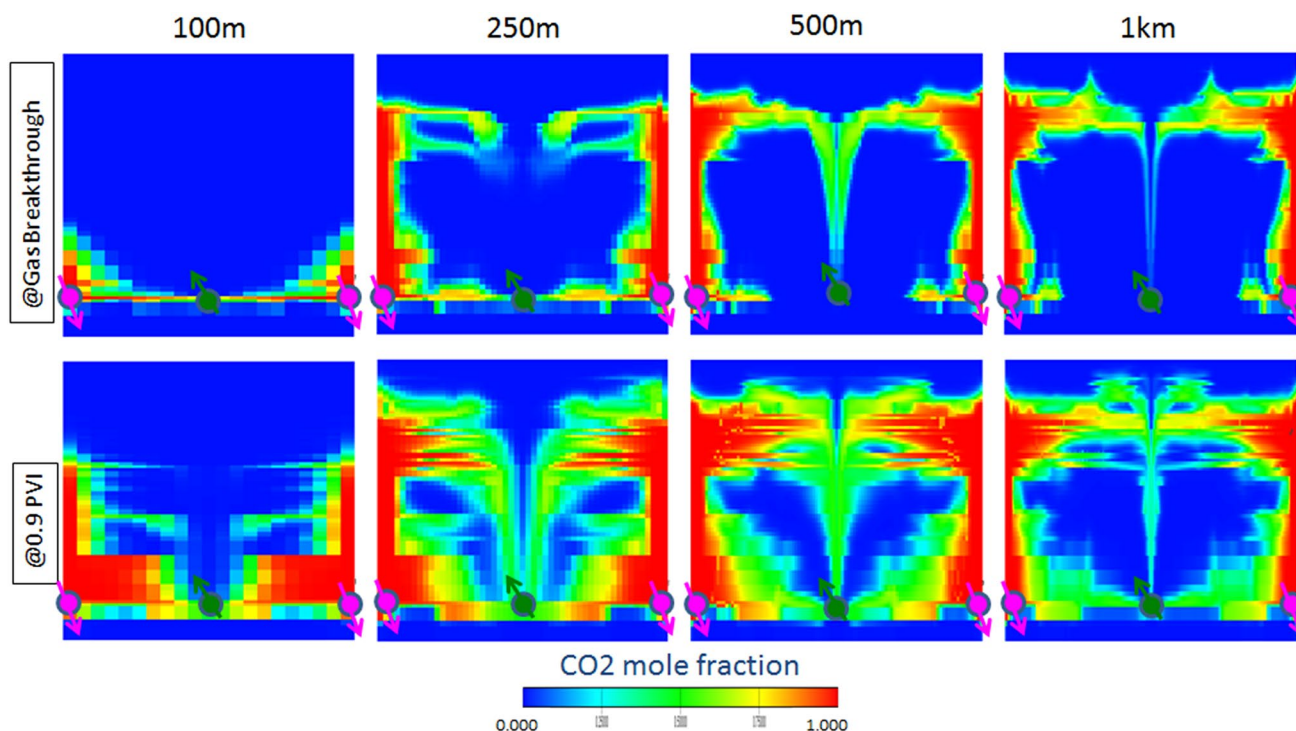 100m 250m 500m 1km
@Gas Breakthrough
@0.9 PVI
CO2 mole fraction
0.000 1.000